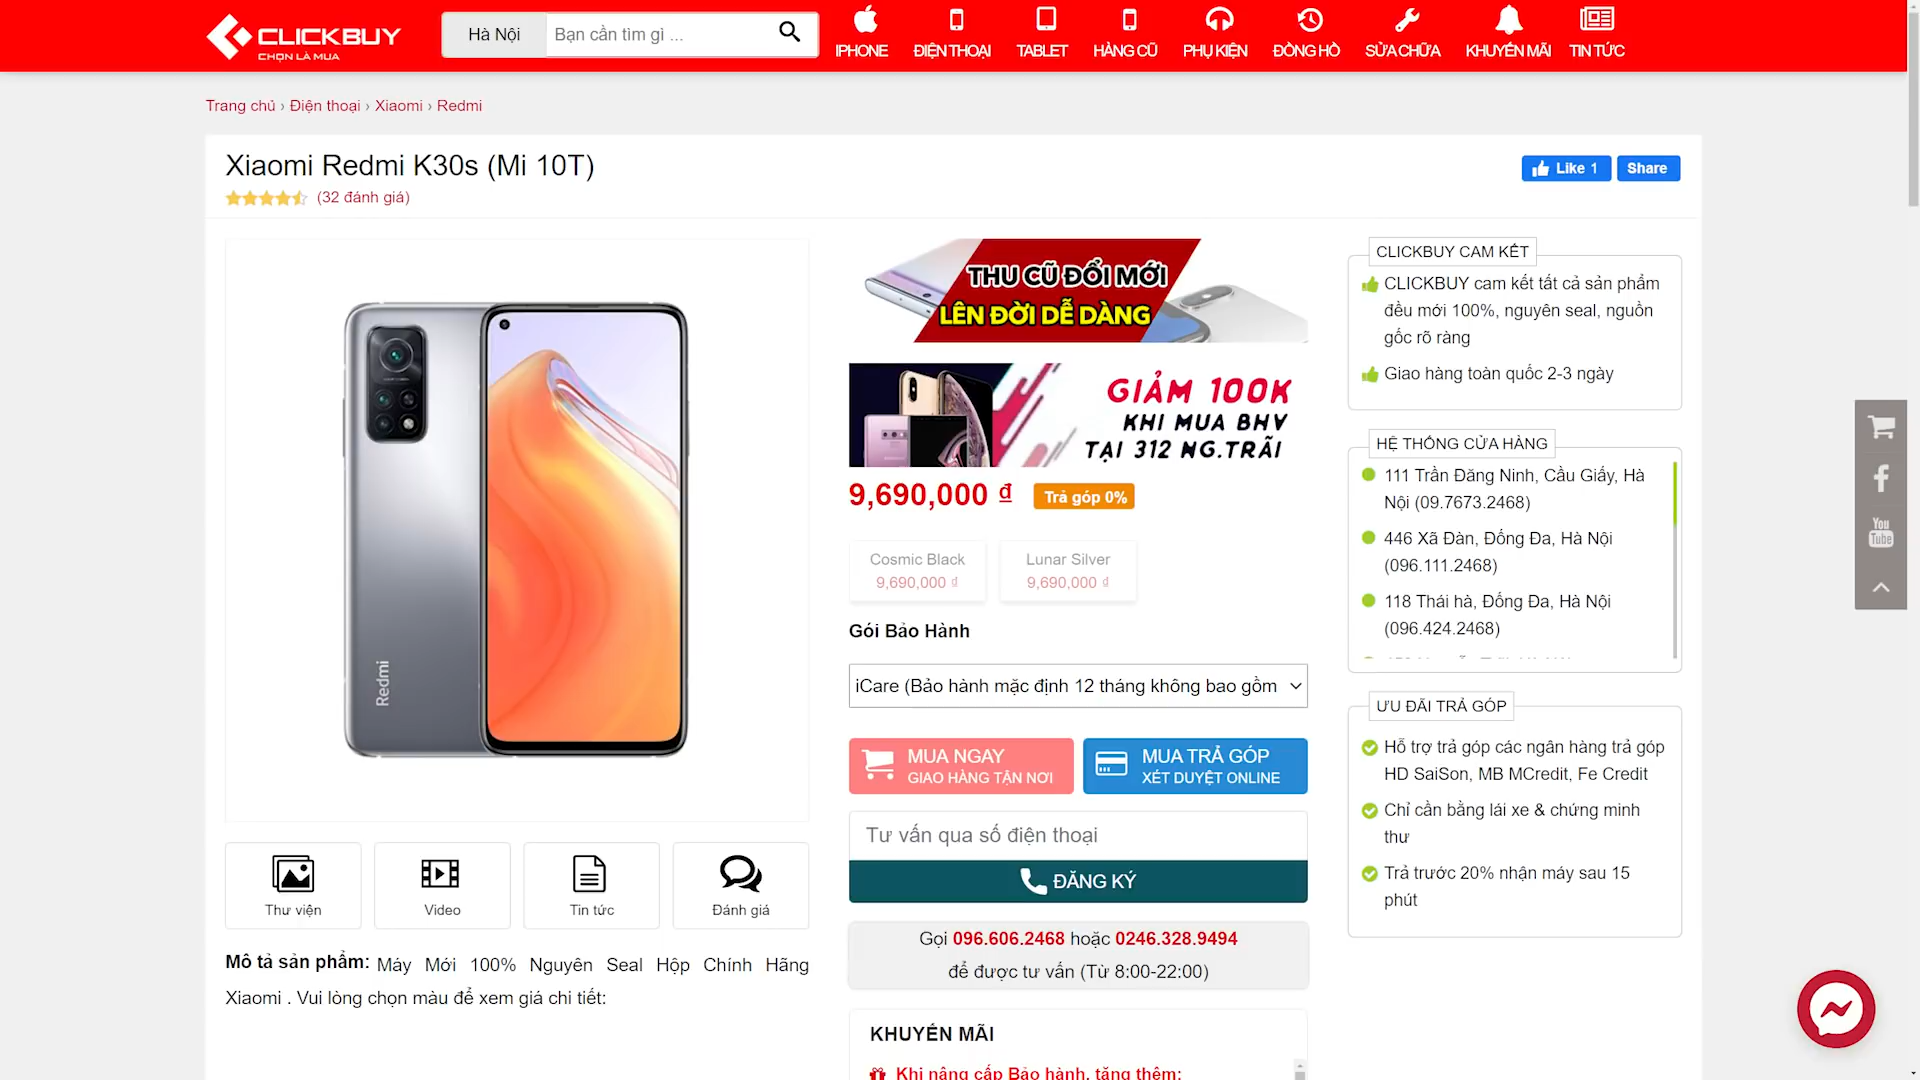 CLICKBUY
CHỌN LÀ MUA
Hà Nội
Bạn cần tìm gì ...
IPHONE
ĐIỆN THOẠI
TABLET
HÀNG CŨ
PHỤ KIỆN
ĐỒNG HỒ
SỬA CHỮA
KHUYẾN MÃI
TIN TỨC
Trang chủ › Điện thoại › Xiaomi › Redmi
Xiaomi Redmi K30s (Mi 10T)
(32 đánh giá)
Like 1
Share
Redmi
Thư viện
Video
Tin tức
Đánh giá
Mô tả sản phẩm: Máy Mới 100% Nguyên Seal Hộp Chính Hãng
Xiaomi . Vui lòng chọn màu để xem giá chi tiết:
THU CŨ ĐỔI MỚI
LÊN ĐỜI DỄ DÀNG
GIẢM 100K
KHI MUA BHV
TẠI 312 NG.TRÃI
9,690,000 ₫
Trả góp 0%
Cosmic Black
9,690,000 ₫
Lunar Silver
9,690,000 ₫
Gói Bảo Hành
iCare (Bảo hành mặc định 12 tháng không bao gồm
MUA NGAY
GIAO HÀNG TẬN NƠI
MUA TRẢ GÓP
XÉT DUYỆT ONLINE
Tư vấn qua số điện thoại
ĐĂNG KÝ
Gọi 096.606.2468 hoặc 0246.328.9494
để được tư vấn (Từ 8:00-22:00)
KHUYẾN MÃI
Khi nâng cấp Bảo hành, tặng thêm:
CLICKBUY CAM KẾT
CLICKBUY cam kết tất cả sản phẩm
đều mới 100%, nguyên seal, nguồn
gốc rõ ràng
Giao hàng toàn quốc 2-3 ngày
HỆ THỐNG CỬA HÀNG
111 Trần Đăng Ninh, Cầu Giấy, Hà
Nội (09.7673.2468)
446 Xã Đàn, Đống Đa, Hà Nội
(096.111.2468)
118 Thái hà, Đống Đa, Hà Nội
(096.424.2468)
ƯU ĐÃI TRẢ GÓP
Hỗ trợ trả góp các ngân hàng trả góp
HD SaiSon, MB MCredit, Fe Credit
Chỉ cần bằng lái xe & chứng minh
thư
Trả trước 20% nhận máy sau 15
phút
You
Tube